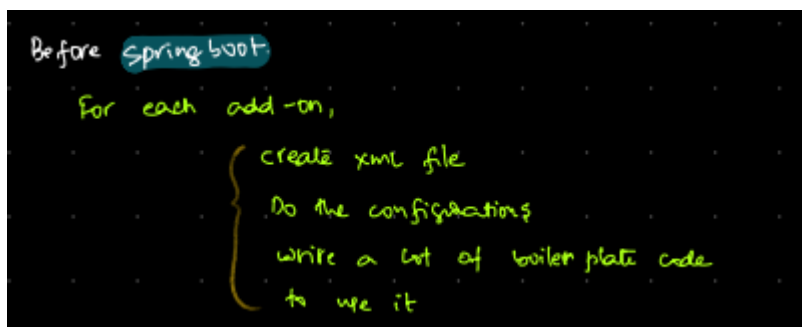 Before spring boot.
For each add-on,
create xml file
Do the configurations
write a lot of boiler plate code
to use it